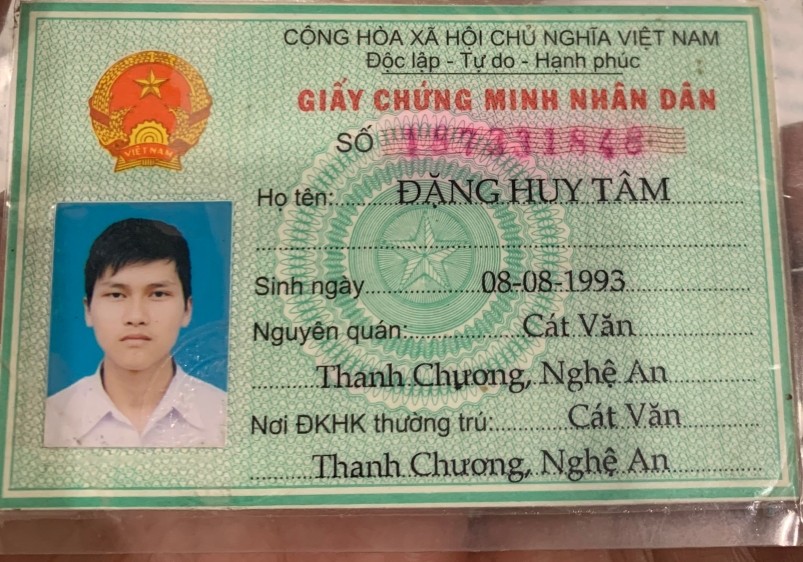 CỘNG HÒA XÃ HỘI CHỦ NGHĨA VIỆT NAM
Độc lập - Tự do - Hạnh phúc
GIẤY CHỨNG MINH NHÂN DÂN
SỐ
VIỆT NAM
Họ tên: ĐẶNG HUY TÂM
Sinh ngày 08-08-1993
Nguyên quán: Cát Văn
Thanh Chương, Nghệ An
Nơi ĐKHK thường trú: Cát Văn
Thanh Chương, Nghệ An